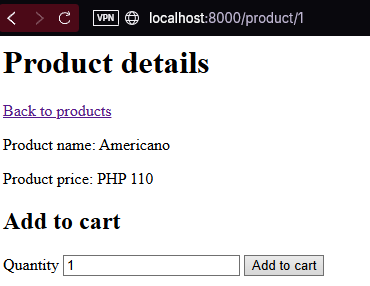 VPN localhost:8000/product/1
Product details
Back to products
Product name: Americano
Product price: PHP 110
Add to cart
Quantity 1 Add to cart